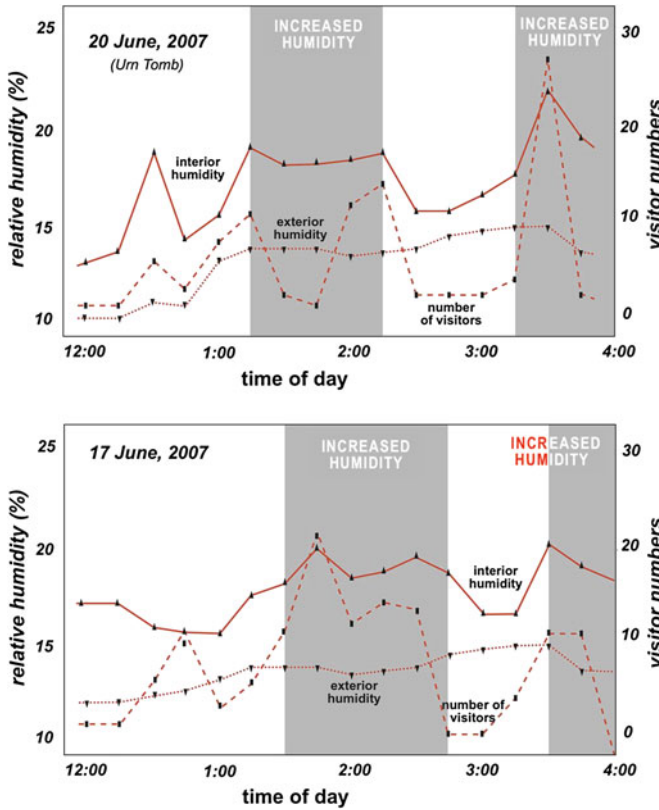 25
20 June, 2007
(Urn Tomb)
INCREASED
HUMIDITY
INCREASED
HUMIDITY
30
20
interior
humidity
20
15
exterior
humidity
10
10
number
of visitors
0
relative humidity (%)
visitor numbers
12:00 1:00 2:00 3:00 4:00
time of day
25
17 June, 2007
INCREASED
HUMIDITY
INCREASED
HUMIDITY
30
20
interior
humidity
20
15
10
exterior
humidity
number of
visitors
10
0
relative humidity (%)
visitor numbers
12:00 1:00 2:00 3:00 4:00
time of day